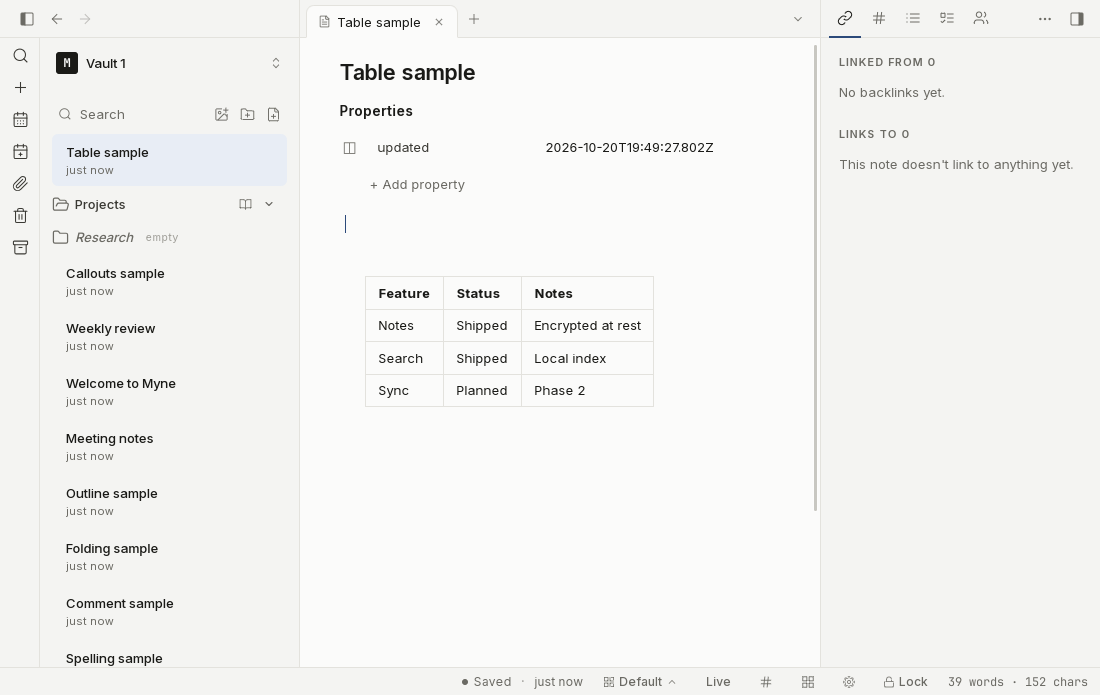 Table sample
M Vault 1
Search
Table sample
just now
Projects
Research empty
Callouts sample
just now
Weekly review
just now
Welcome to Myne
just now
Meeting notes
just now
Outline sample
just now
Folding sample
just now
Comment sample
just now
Spelling sample
Table sample
Properties
updated 2026-10-20T19:49:27.802Z
+ Add property
Feature Status Notes
Notes Shipped Encrypted at rest
Search Shipped Local index
Sync Planned Phase 2
LINKED FROM 0
No backlinks yet.
LINKS TO 0
This note doesn't link to anything yet.
Saved · just now Default Live Lock 39 words · 152 chars